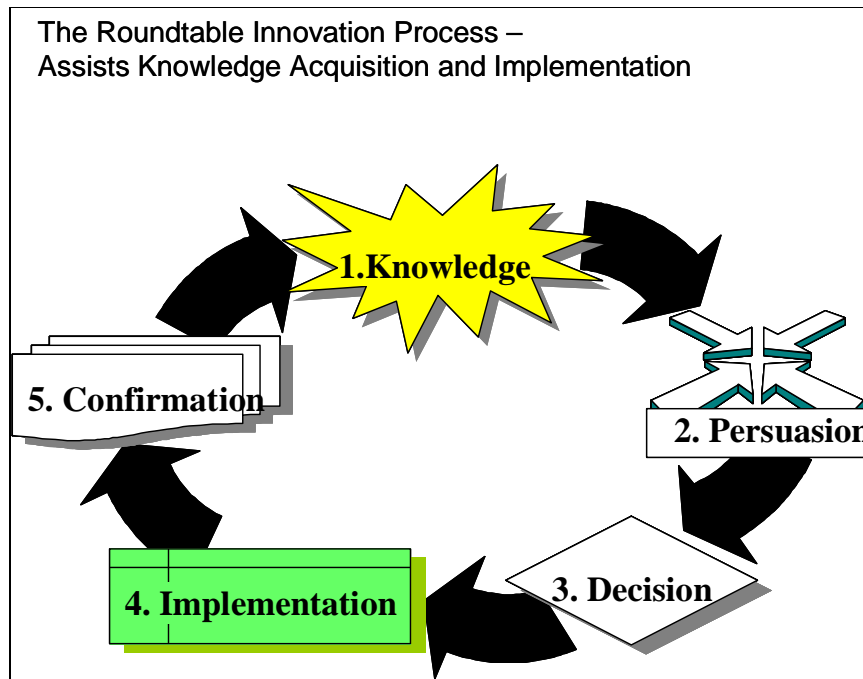 The Roundtable Innovation Process –
Assists Knowledge Acquisition and Implementation
1.Knowledge
2. Persuasion
3. Decision
4. Implementation
5. Confirmation